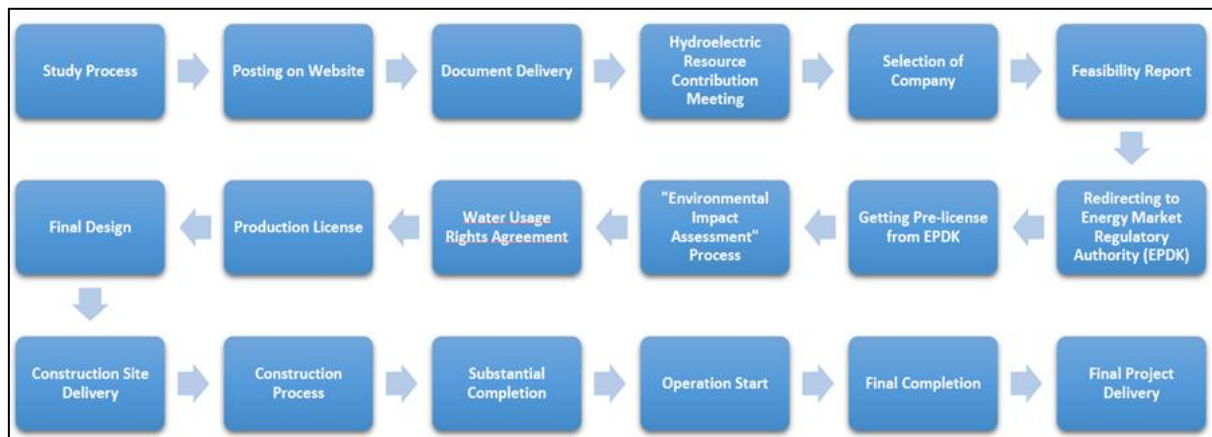 Study Process
Posting on Website
Document Delivery
Hydroelectric
Resource
Contribution
Meeting
Selection of
Company
Feasibility Report
Redirecting to
Energy Market
Regulatory
Authority (EPDK)
Getting Pre-license
from EPDK
"Environmental
Impact
Assessment"
Process
Water Usage
Rights Agreement
Production License
Final Design
Construction Site
Delivery
Construction
Process
Substantial
Completion
Operation Start
Final Completion
Final Project
Delivery